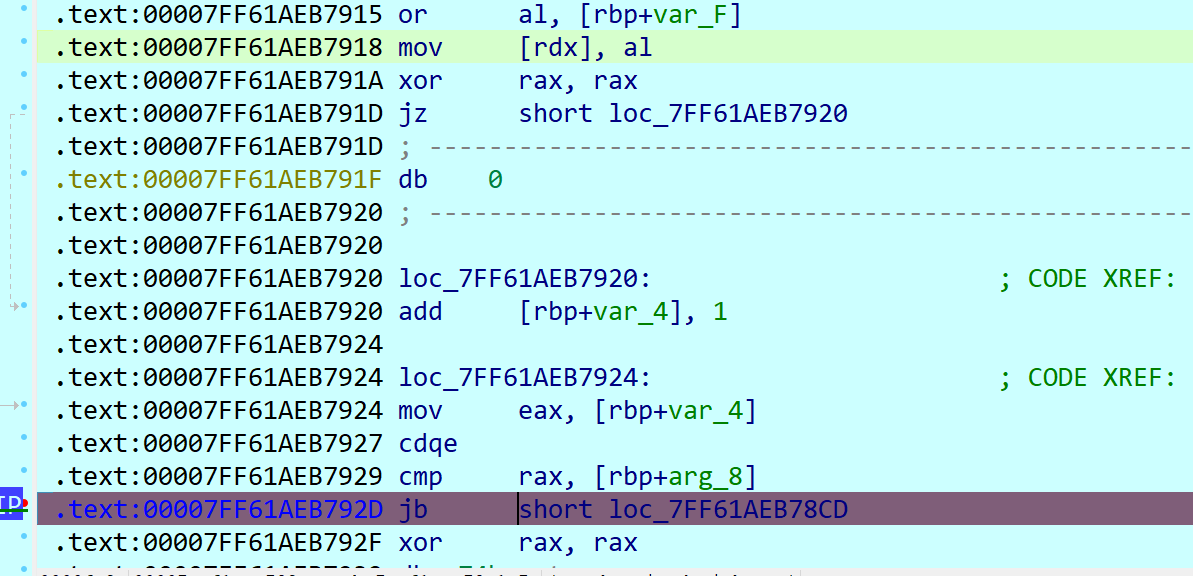 .text:00007FF61AEB7915 or al, [rbp+var_F]
.text:00007FF61AEB7918 mov [rdx], al
.text:00007FF61AEB791A xor rax, rax
.text:00007FF61AEB791D jz short loc_7FF61AEB7920
.text:00007FF61AEB791D ; ---------------------------------------------------
.text:00007FF61AEB791F db 0
.text:00007FF61AEB7920 ; ---------------------------------------------------
.text:00007FF61AEB7920
.text:00007FF61AEB7920 loc_7FF61AEB7920: ; CODE XREF:
.text:00007FF61AEB7920 add [rbp+var_4], 1
.text:00007FF61AEB7924
.text:00007FF61AEB7924 loc_7FF61AEB7924: ; CODE XREF:
.text:00007FF61AEB7924 mov eax, [rbp+var_4]
.text:00007FF61AEB7927 cdqe
.text:00007FF61AEB7929 cmp rax, [rbp+arg_8]
IP .text:00007FF61AEB792D jb short loc_7FF61AEB78CD
.text:00007FF61AEB792F xor rax, rax